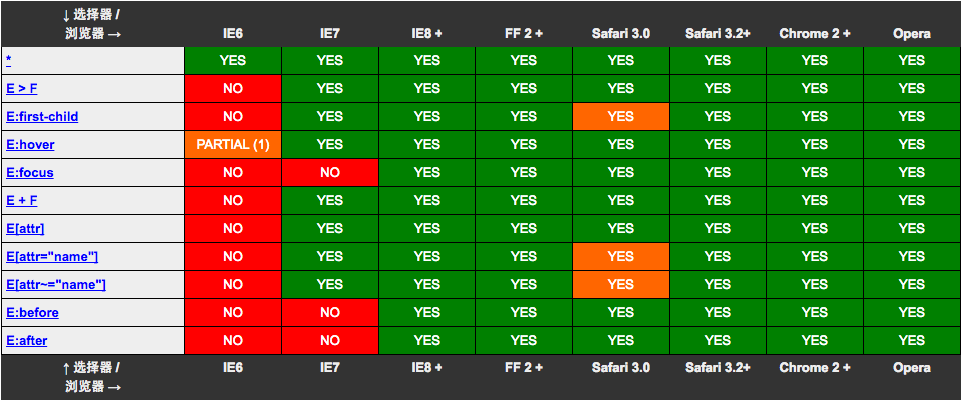 ↓ 选择器 /
浏览器 → IE6 IE7 IE8 + FF 2 + Safari 3.0 Safari 3.2+ Chrome 2 + Opera
* YES YES YES YES YES YES YES YES
E > F NO YES YES YES YES YES YES YES
E:first-child NO YES YES YES YES YES YES YES
E:hover PARTIAL (1) YES YES YES YES YES YES YES
E:focus NO NO YES YES YES YES YES YES
E + F NO YES YES YES YES YES YES YES
E[attr] NO YES YES YES YES YES YES YES
E[attr="name"] NO YES YES YES YES YES YES YES
E[attr~="name"] NO YES YES YES YES YES YES YES
E:before NO NO YES YES YES YES YES YES
E:after NO NO YES YES YES YES YES YES
↑ 选择器 / IE6 IE7 IE8 + FF 2 + Safari 3.0 Safari 3.2+ Chrome 2 + Opera
浏览器 →